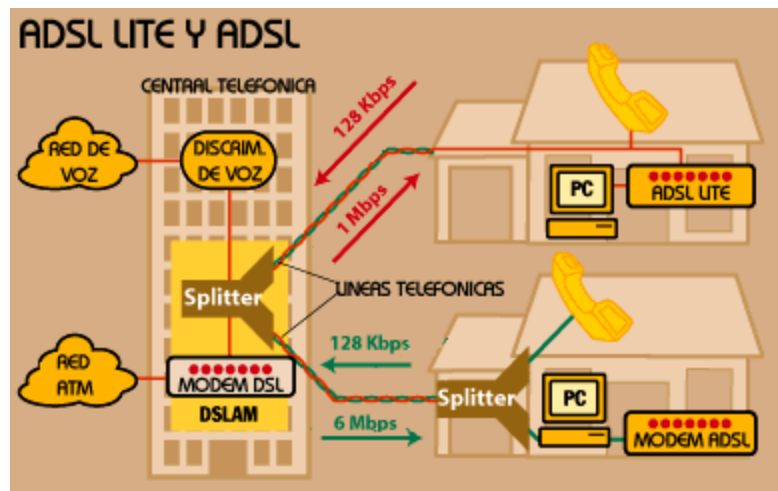 ADSL LITE Y ADSL
CENTRAL TELEFONICA
RED DE
VOZ
DISCRIM.
DE VOZ
128 Kbps
1 Mbps
PC
ADSL LITE
Splitter
LINEAS TELEFONICAS
128 Kbps
RED
ATM
MODEM DSL
DSLAM
6 Mbps
Splitter
PC
MODEM ADSL